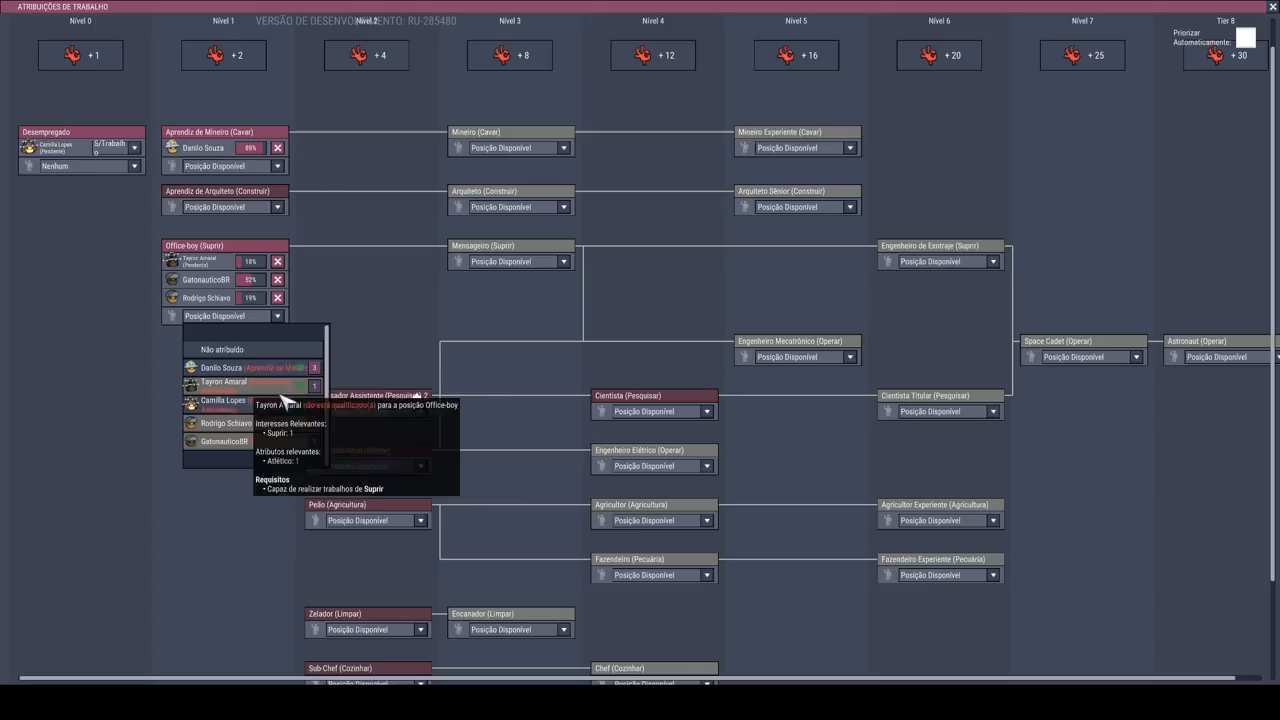 ATRIBUIÇÕES DE TRABALHO
VERSÃO DE DESENVOLVIMENTO: RU-285480
Nível 0
Nível 1
Nível 2
Nível 3
Nível 4
Nível 5
Nível 6
Nível 7
Tier 8
Priorizar
Automaticamente:
+ 1
+ 2
+ 4
+ 8
+ 12
+ 16
+ 20
+ 25
+ 30
Desempregado
Camilla Lopes
(Pendente)
S/Trabalh
o
Nenhum
Aprendiz de Mineiro (Cavar)
Danilo Souza
89%
Posição Disponível
Mineiro (Cavar)
Posição Disponível
Mineiro Experiente (Cavar)
Posição Disponível
Aprendiz de Arquiteto (Construir)
Posição Disponível
Arquiteto (Construir)
Posição Disponível
Arquiteto Sênior (Construir)
Posição Disponível
Office-boy (Suprir)
Tayron Amaral
(Pendente)
18%
GatonauticoBR
52%
Rodrigo Schiavo
19%
Posição Disponível
Mensageiro (Suprir)
Posição Disponível
Engenheiro de Exotraje (Suprir)
Posição Disponível
Não atribuído
Danilo Souza
3
Tayron Amaral
1
Camilla Lopes
Rodrigo Schiavo
GatonauticoBR
Tayron Amaral não está qualificado(a) para a posição Office-boy
Interesses Relevantes:
• Suprir: 1
Atributos relevantes:
• Atlético: 1
Requisitos
• Capaz de realizar trabalhos de Suprir
Engenheiro Mecatrônico (Operar)
Posição Disponível
Space Cadet (Operar)
Posição Disponível
Astronaut (Operar)
Posição Disponível
Cientista (Pesquisar)
Posição Disponível
Cientista Titular (Pesquisar)
Posição Disponível
Engenheiro Elétrico (Operar)
Posição Disponível
Peão (Agricultura)
Posição Disponível
Agricultor (Agricultura)
Posição Disponível
Agricultor Experiente (Agricultura)
Posição Disponível
Fazendeiro (Pecuária)
Posição Disponível
Fazendeiro Experiente (Pecuária)
Posição Disponível
Zelador (Limpar)
Posição Disponível
Encanador (Limpar)
Posição Disponível
Sub-Chef (Cozinhar)
Posição Disponível
Chef (Cozinhar)
Posição Disponível